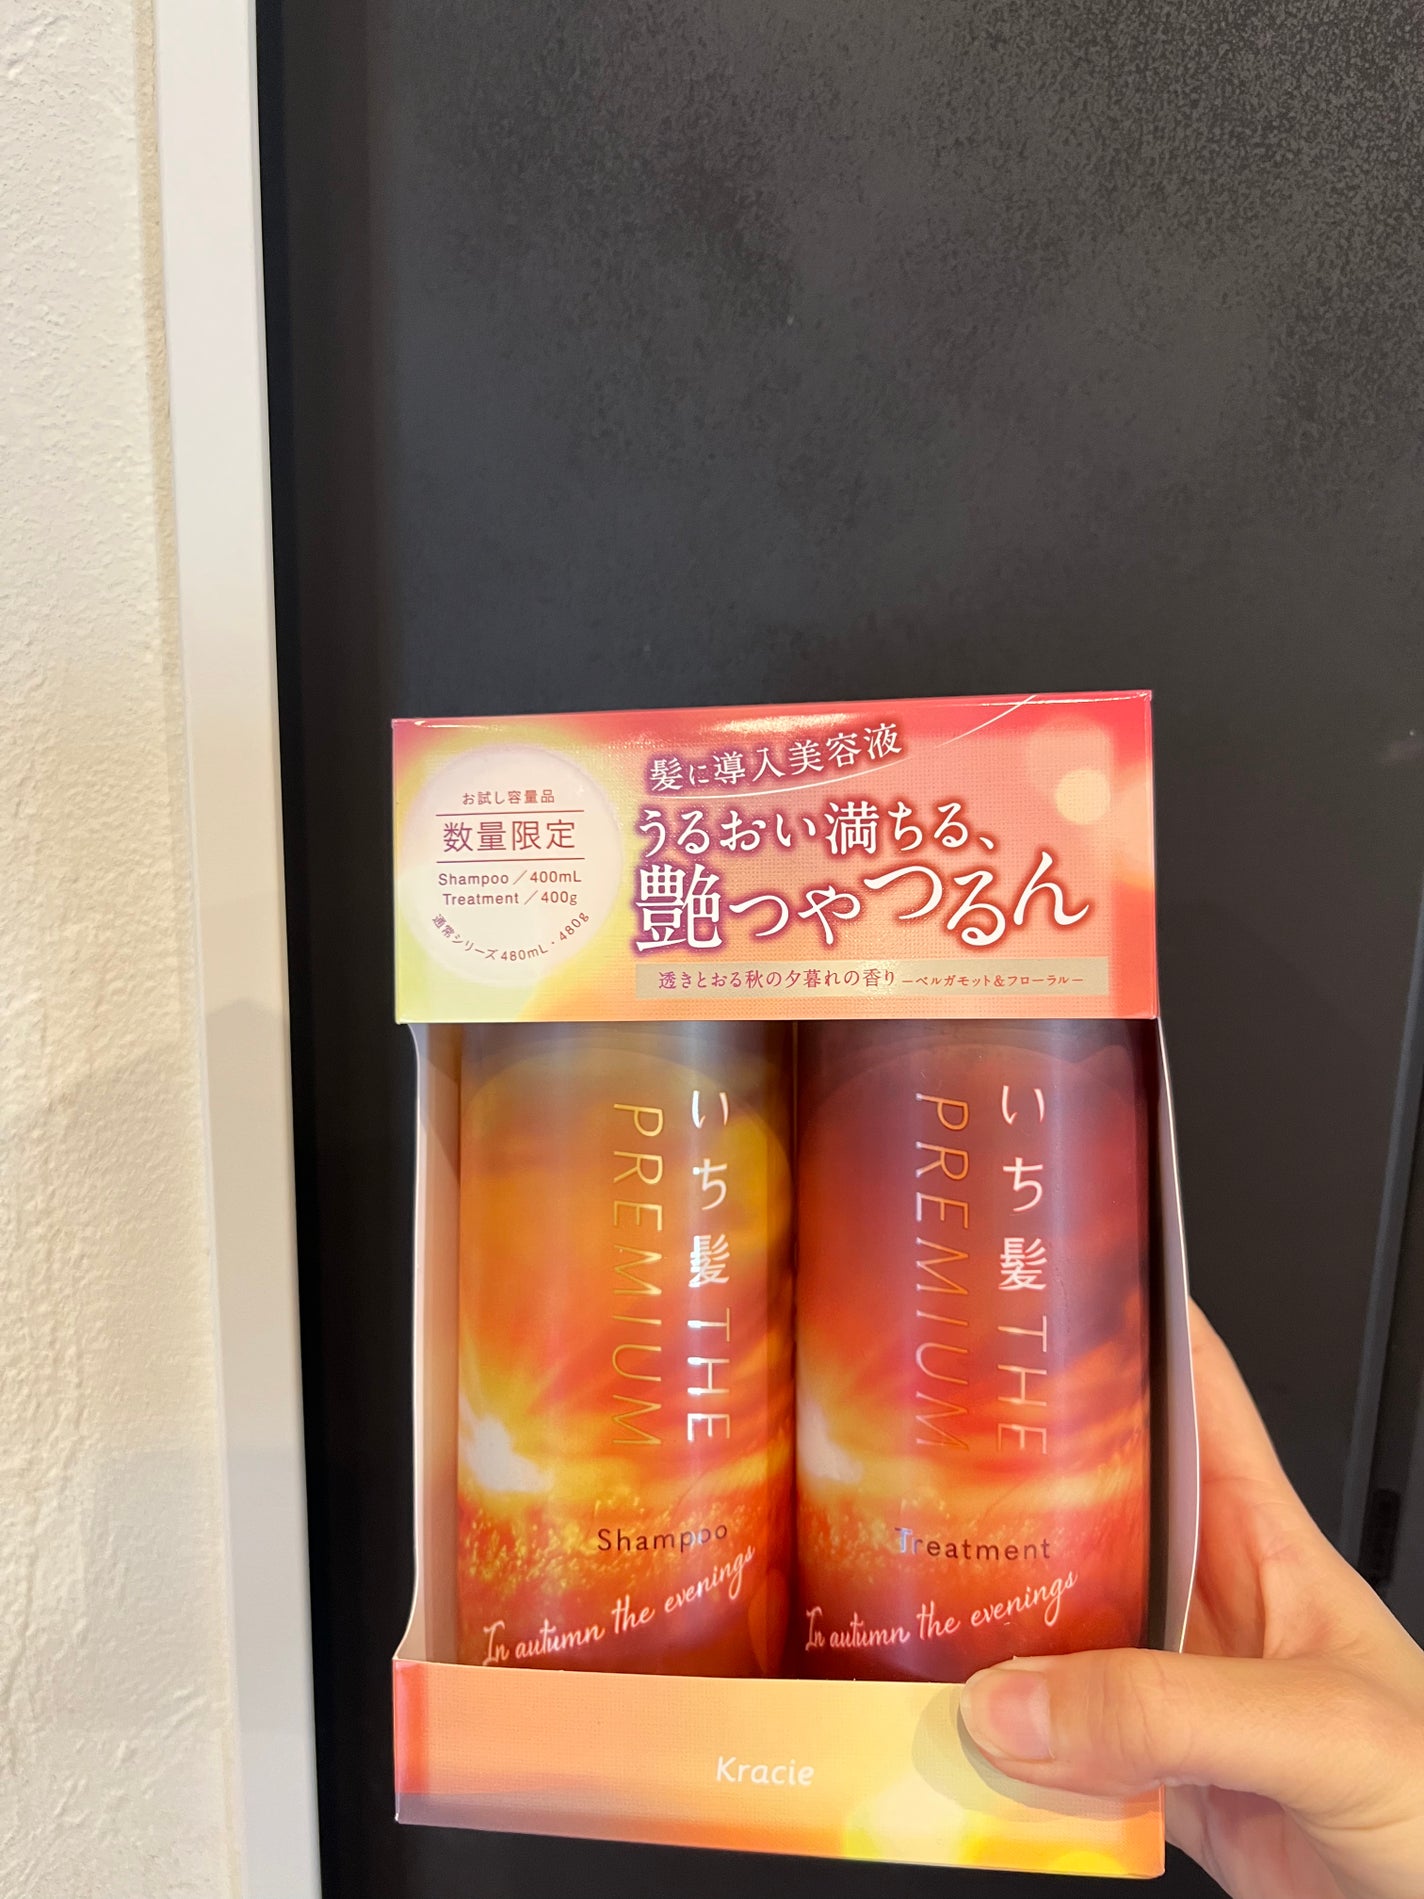 お試し容量品
数量限定
Shampoo／400mL
Treatment／400g
通常シリーズ480mL・480g
髪に導入美容液
うるおい満ちる、
艶つやつるん
透きとおる秋の夕暮れの香り －ベルガモット&フローラル－
いち髪 THE
PREMIUM
Shampoo
In autumn the evenings
いち髪 THE
PREMIUM
Treatment
In autumn the evenings
Kracie